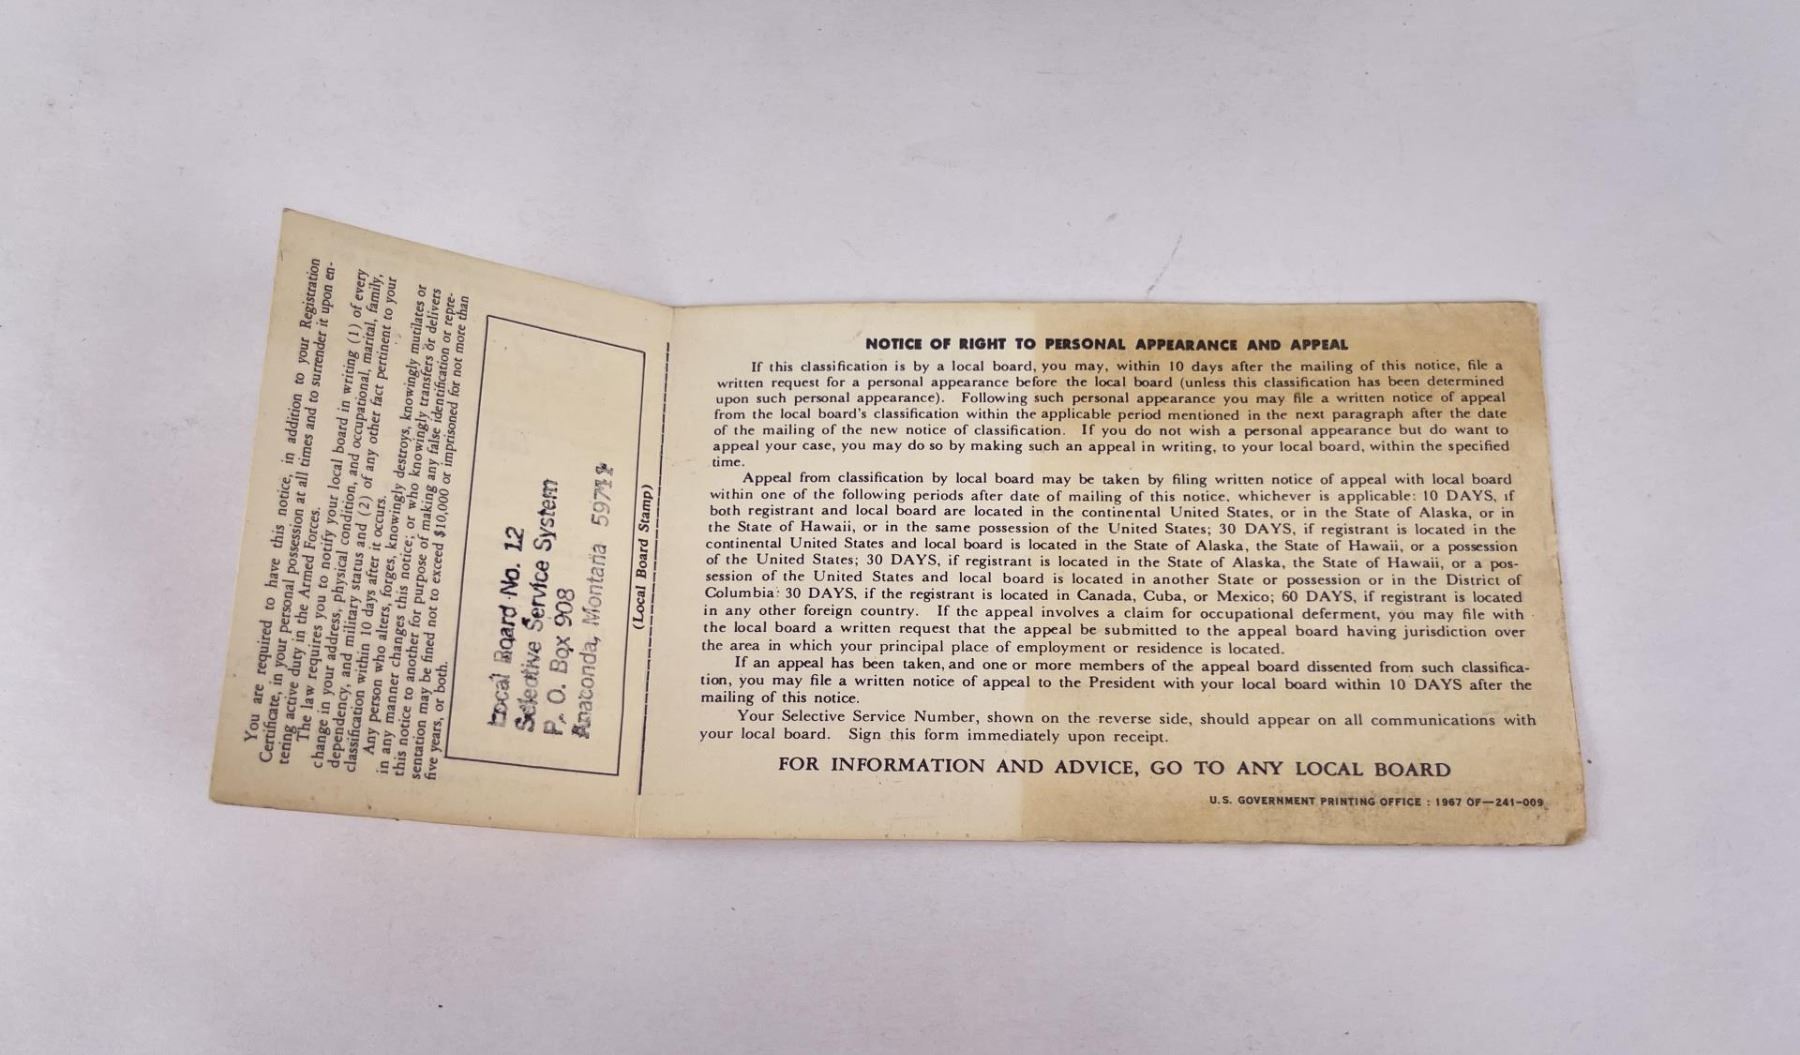 You are required to have this notice, in addition to your Registration
Certificate, in your personal possession at all times and to surrender it upon en-
tering active duty in the Armed Forces.
The law requires you to notify your local board in writing (1) of every
change in your address, physical condition, and occupational, marital, family,
dependency, and military status and (2) of any other fact pertinent to your
classification within 10 days after it occurs.
Any person who alters, forges, knowingly destroys, knowingly mutilates or
in any manner changes this notice; or who knowingly transfers or delivers
this notice to another for purpose of making any false identification or repre-
sentation may be fined not to exceed $10,000 or imprisoned for not more than
five years, or both.
Local Board No. 12
Selective Service System
P. O. Box 908
Anaconda, Montana
(Local Board Stamp)
NOTICE OF RIGHT TO PERSONAL APPEARANCE AND APPEAL
If this classification is by a local board, you may, within 10 days after the mailing of this notice, file a
written request for a personal appearance before the local board (unless this classification has been determined
upon such personal appearance). Following such personal appearance you may file a written notice of appeal
from the local board's classification within the applicable period mentioned in the next paragraph after the date
of the mailing of the new notice of classification. If you do not wish a personal appearance but do want to
appeal your case, you may do so by making such an appeal in writing, to your local board, within the specified
time.
Appeal from classification by local board may be taken by filing written notice of appeal with local board
within one of the following periods after date of mailing of this notice, whichever is applicable: 10 DAYS, if
both registrant and local board are located in the continental United States, or in the State of Alaska, or in
the State of Hawaii, or in the same possession of the United States; 30 DAYS, if registrant is located in the
continental United States and local board is located in the State of Alaska, the State of Hawaii, or a possession
of the United States; 30 DAYS, if registrant is located in the State of Alaska, the State of Hawaii, or a pos-
session of the United States and local board is located in another State or possession or in the District of
Columbia: 30 DAYS, if the registrant is located in Canada, Cuba, or Mexico; 60 DAYS, if registrant is located
in any other foreign country. If the appeal involves a claim for occupational deferment, you may file with
the local board a written request that the appeal be submitted to the appeal board having jurisdiction over
the area in which your principal place of employment or residence is located.
If an appeal has been taken, and one or more members of the appeal board dissented from such classifica-
tion, you may file a written notice of appeal to the President with your local board within 10 DAYS after the
mailing of this notice.
Your Selective Service Number, shown on the reverse side, should appear on all communications with
your local board. Sign this form immediately upon receipt.
FOR INFORMATION AND ADVICE, GO TO ANY LOCAL BOARD
U.S. GOVERNMENT PRINTING OFFICE : 1967 OF—241-009